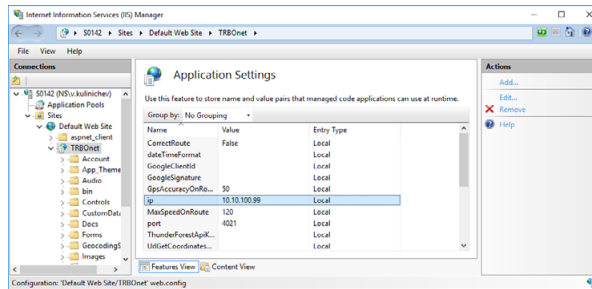 Internet Information Services (IIS) Manager
S0142 Sites Default Web Site TRBOnet
File View Help
Connections
S0142 (NS\v.kulinichev)
Application Pools
Sites
Default Web Site
aspnet_client
TRBOnet
Account
App_Theme
Audio
bin
Controls
CustomData
Docs
Forms
GeocodingS
Images
Application Settings
Use this feature to store name and value pairs that managed code applications can use at runtime.
Group by: No Grouping
Name Value Entry Type
CorrectRoute False Local
dateTimeFormat Local
GoogleClientId Local
GoogleSignature Local
GpsAccuracyOnRo... 50 Local
ip 10.10.100.99 Local
MaxSpeedOnRoute 120 Local
port 4021 Local
ThunderForestApiK... Local
UrlGetCoordinates... Local
Features View Content View
Actions
Add...
Edit...
Remove
Help
Configuration: 'Default Web Site/TRBOnet' web.config